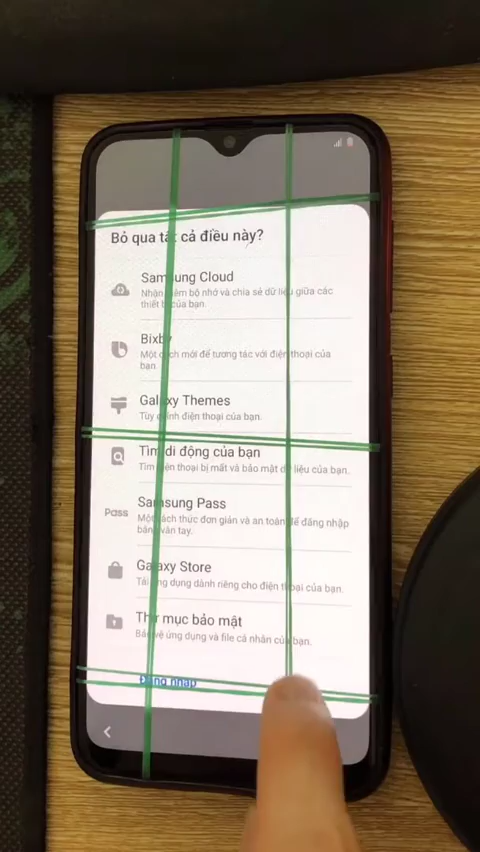 Bỏ qua tất cả điều này?
Samsung Cloud
Nhận thêm bộ nhớ và chia sẻ dữ liệu giữa các
thiết bị của bạn.
Bixby
Một cách mới để tương tác với điện thoại của
bạn.
Galaxy Themes
Tùy chỉnh điện thoại của bạn.
Tìm di động của bạn
Tìm điện thoại bị mất và bảo mật dữ liệu của bạn.
Pass
Samsung Pass
Một cách thức đơn giản và an toàn để đăng nhập
bằng vân tay.
Galaxy Store
Tải ứng dụng dành riêng cho điện thoại của bạn.
Thư mục bảo mật
Bảo vệ ứng dụng và file cá nhân của bạn.
Đăng nhập